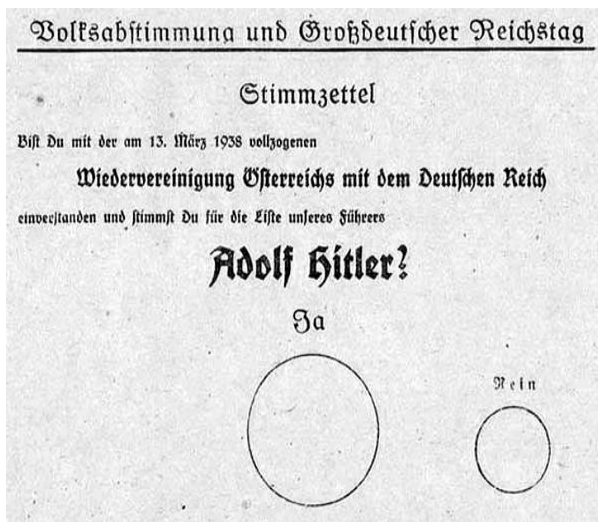 Volksabstimmung und Großdeutscher Reichstag
Stimmzettel
Bist Du mit der am 13. März 1938 vollzogenen
Wiedervereinigung Österreichs mit dem Deutschen Reich
einverstanden und stimmst Du für die Liste unseres Führers
Adolf Hitler?
Ja
Nein